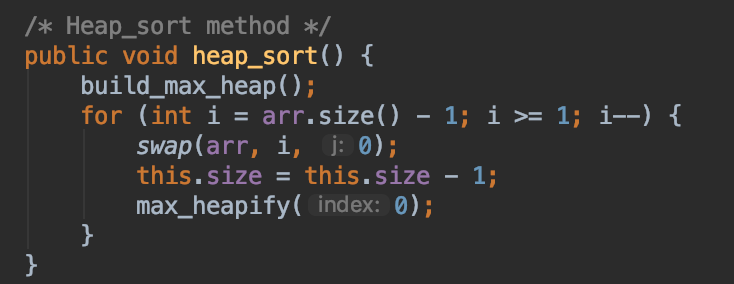 /* Heap_sort method */
public void heap_sort() {
    build_max_heap();
    for (int i = arr.size() - 1; i >= 1; i--) {
        swap(arr, i, j: 0);
        this.size = this.size - 1;
        max_heapify( index: 0);
    }
}